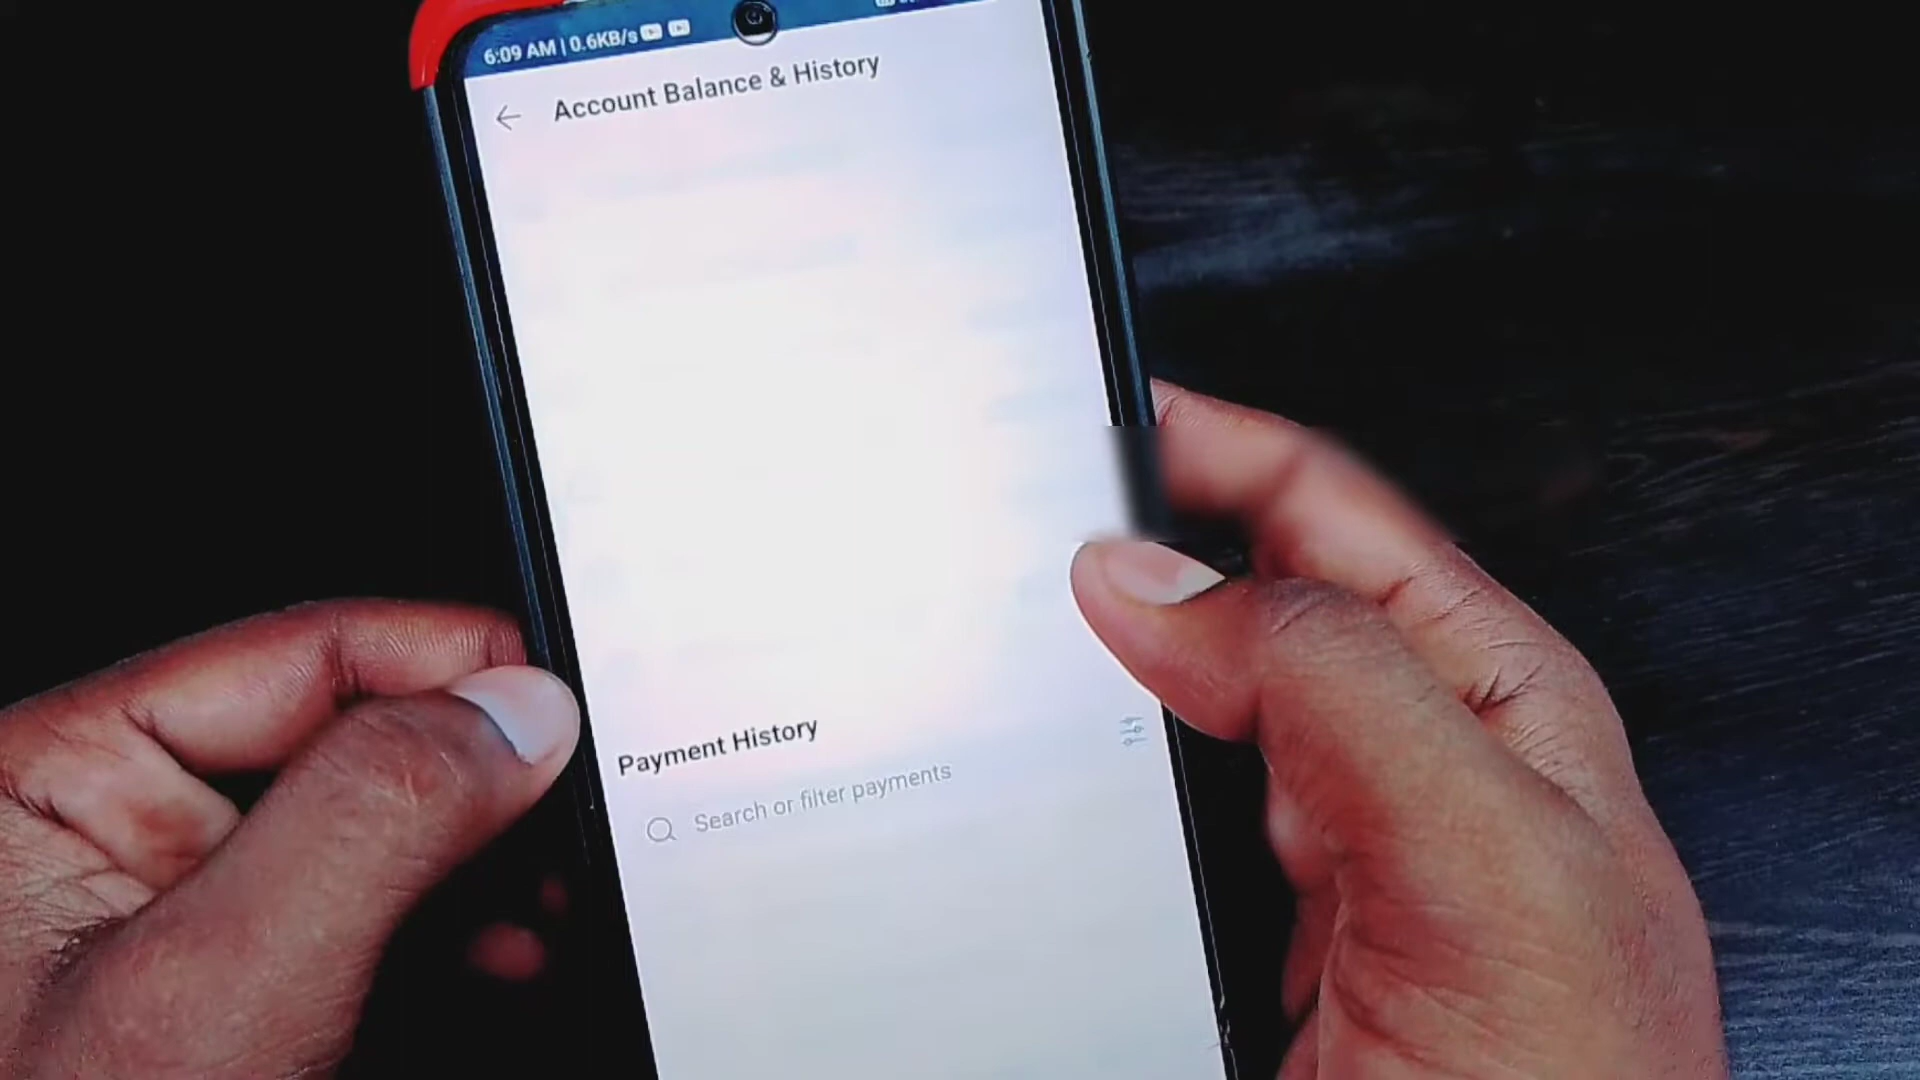 6:09 AM | 0.6KB/s
Account Balance & History
Payment History
Search or filter payments